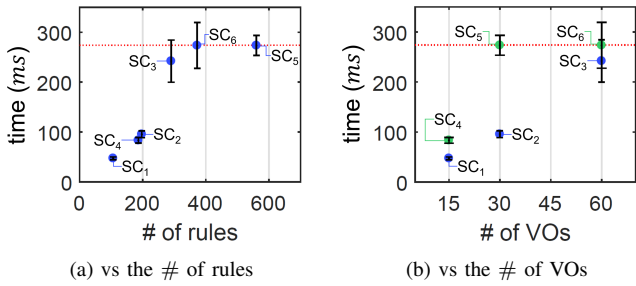 300
200
100
0
time (ms)
SC6
SC3
SC5
SC4
SC2
SC1
0 200 400 600
# of rules
(a) vs the # of rules
300
200
100
0
time (ms)
SC5
SC6
SC3
SC4
SC2
SC1
15 30 45 60
# of VOs
(b) vs the # of VOs